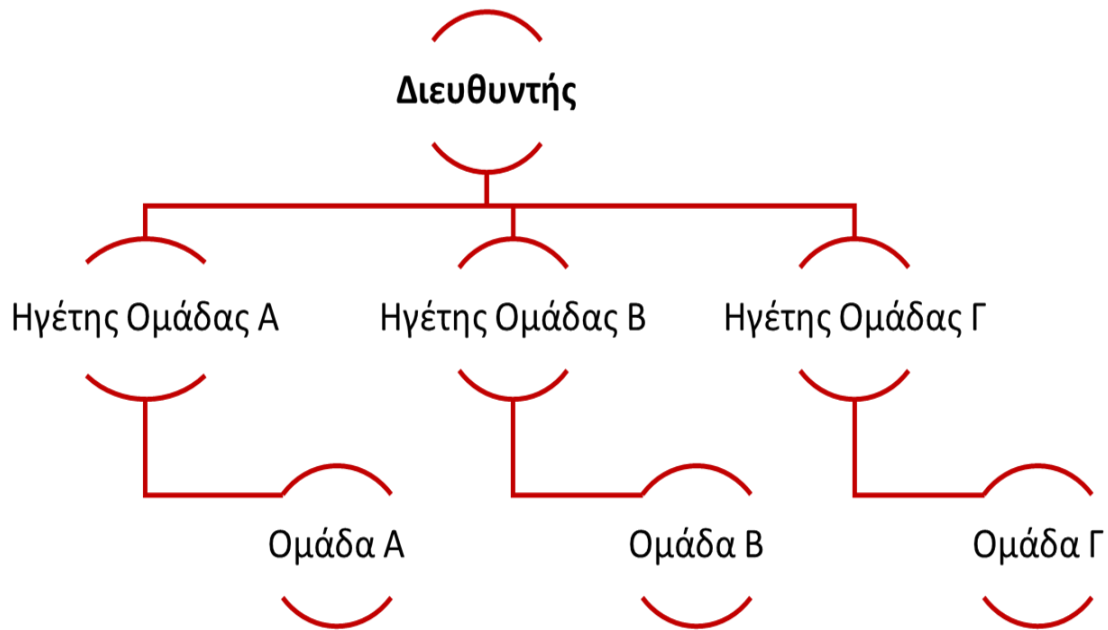 Διευθυντής
Ηγέτης Ομάδας Α
Ηγέτης Ομάδας Β
Ηγέτης Ομάδας Γ
Ομάδα Α
Ομάδα Β
Ομάδα Γ